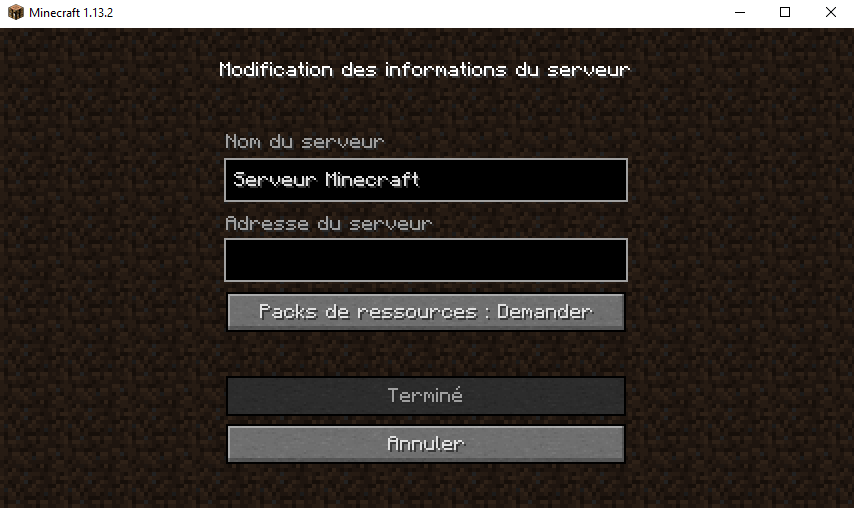 Minecraft 1.13.2
Modification des informations du serveur
Nom du serveur
Serveur Minecraft
Adresse du serveur
Packs de ressources : Demander
Terminé
Annuler